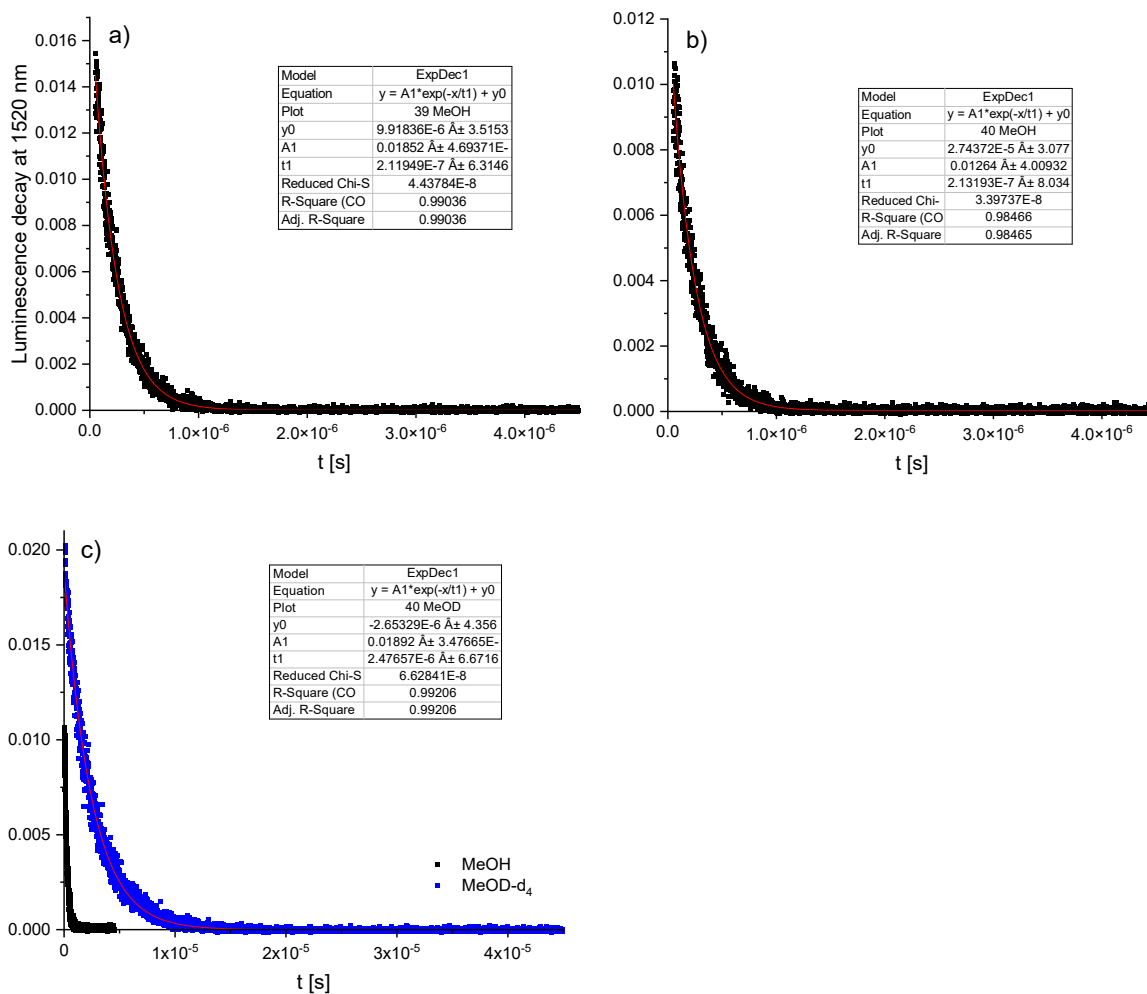 a)
0.016
0.014
0.012
0.010
0.008
0.006
0.004
0.002
0.000
Luminescence decay at 1520 nm
0.0
1.0×10⁻⁶
2.0×10⁻⁶
3.0×10⁻⁶
4.0×10⁻⁶
t [s]
Model ExpDec1
Equation y = A1*exp(-x/t1) + y0
Plot 39 MeOH
y0 9.91836E-6 Â± 3.5153
A1 0.01852 Â± 4.69371E-
t1 2.11949E-7 Â± 6.3146
Reduced Chi-S 4.43784E-8
R-Square (CO 0.99036
Adj. R-Square 0.99036
b)
0.012
0.010
0.008
0.006
0.004
0.002
0.000
0.0
1.0×10⁻⁶
2.0×10⁻⁶
3.0×10⁻⁶
4.0×10⁻⁶
t [s]
Model ExpDec1
Equation y = A1*exp(-x/t1) + y0
Plot 40 MeOH
y0 2.74372E-5 Â± 3.077
A1 0.01264 Â± 4.00932
t1 2.13193E-7 Â± 8.034
Reduced Chi- 3.39737E-8
R-Square (CO 0.98466
Adj. R-Square 0.98465
c)
0.020
0.015
0.010
0.005
0.000
0
1x10⁻⁵
2x10⁻⁵
3x10⁻⁵
4x10⁻⁵
t [s]
Model ExpDec1
Equation y = A1*exp(-x/t1) + y0
Plot 40 MeOD
y0 -2.65329E-6 Â± 4.356
A1 0.01892 Â± 3.47665E-
t1 2.47657E-6 Â± 6.6716
Reduced Chi-S 6.62841E-8
R-Square (CO 0.99206
Adj. R-Square 0.99206
MeOH
MeOD-d₄